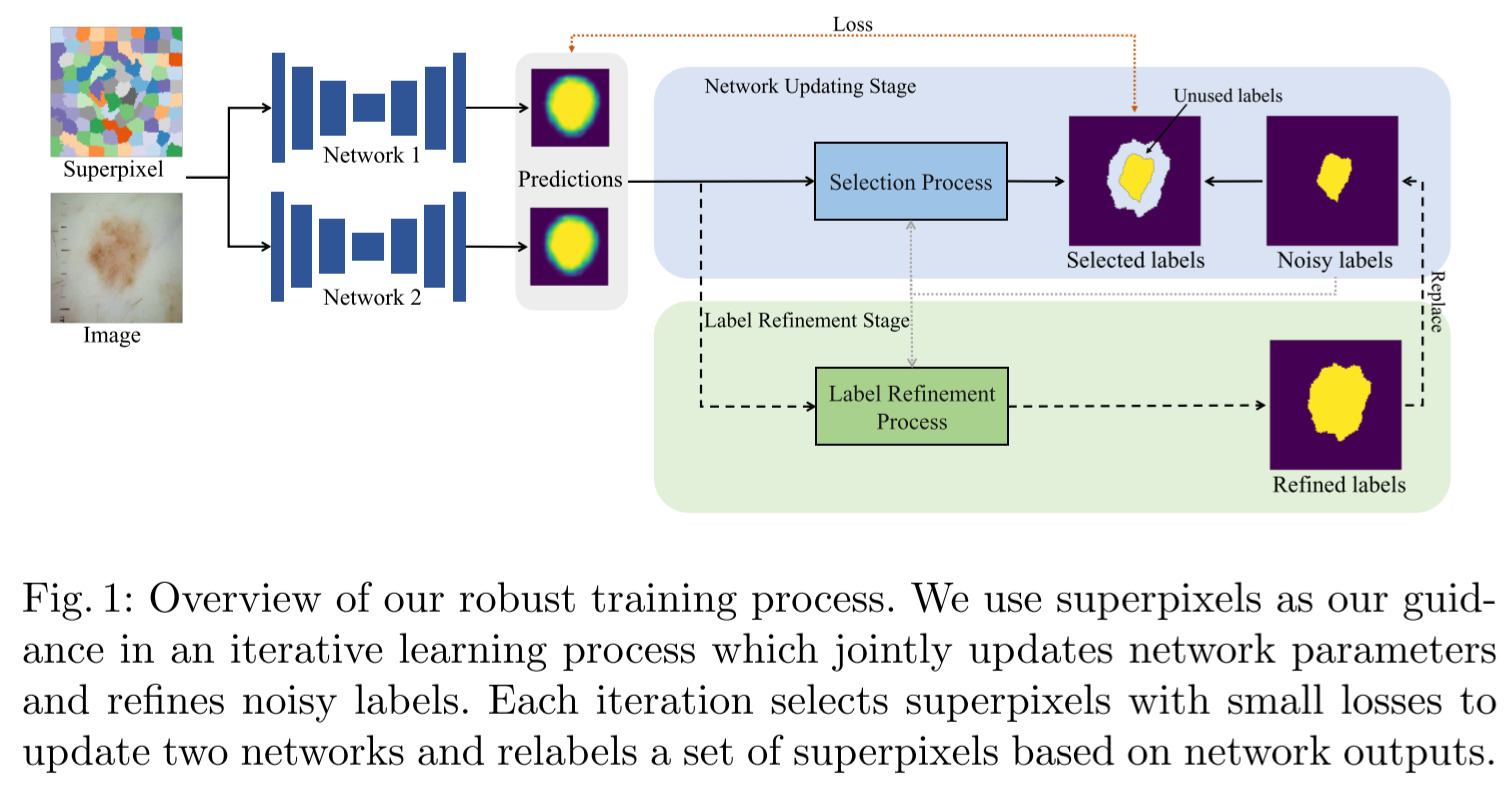 Loss
Network Updating Stage
Unused labels
Superpixel
Network 1
Predictions
Selection Process
Selected labels
Noisy labels
Network 2
Image
Replace
Label Refinement Stage
Label Refinement
Process
Refined labels
Fig. 1: Overview of our robust training process. We use superpixels as our guid-
ance in an iterative learning process which jointly updates network parameters
and refines noisy labels. Each iteration selects superpixels with small losses to
update two networks and relabels a set of superpixels based on network outputs.